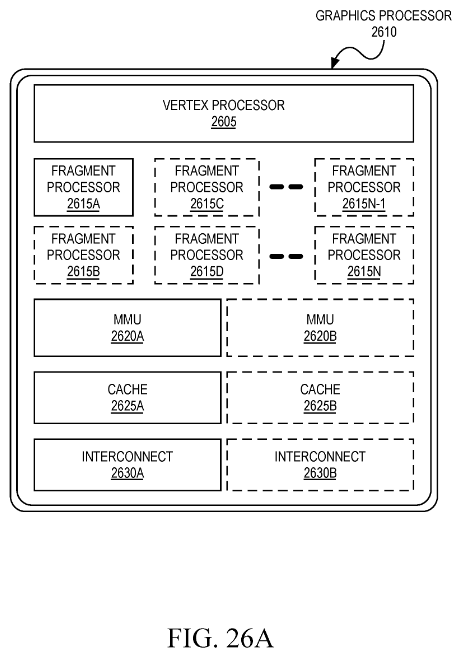 GRAPHICS PROCESSOR
2610
VERTEX PROCESSOR
2605
FRAGMENT
PROCESSOR
2615A
FRAGMENT
PROCESSOR
2615C
FRAGMENT
PROCESSOR
2615N-1
FRAGMENT
PROCESSOR
2615B
FRAGMENT
PROCESSOR
2615D
FRAGMENT
PROCESSOR
2615N
MMU
2620A
MMU
2620B
CACHE
2625A
CACHE
2625B
INTERCONNECT
2630A
INTERCONNECT
2630B
FIG. 26A